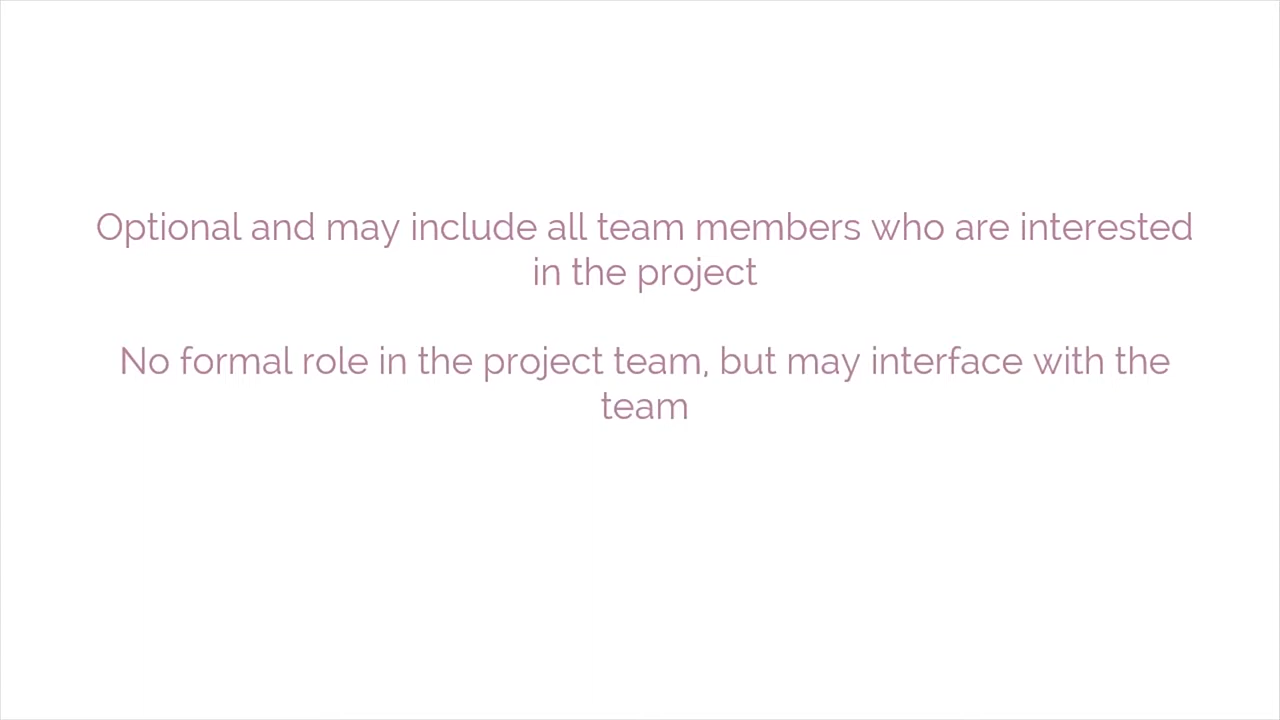 Optional and may include all team members who are interested
in the project
No formal role in the project team, but may interface with the
team